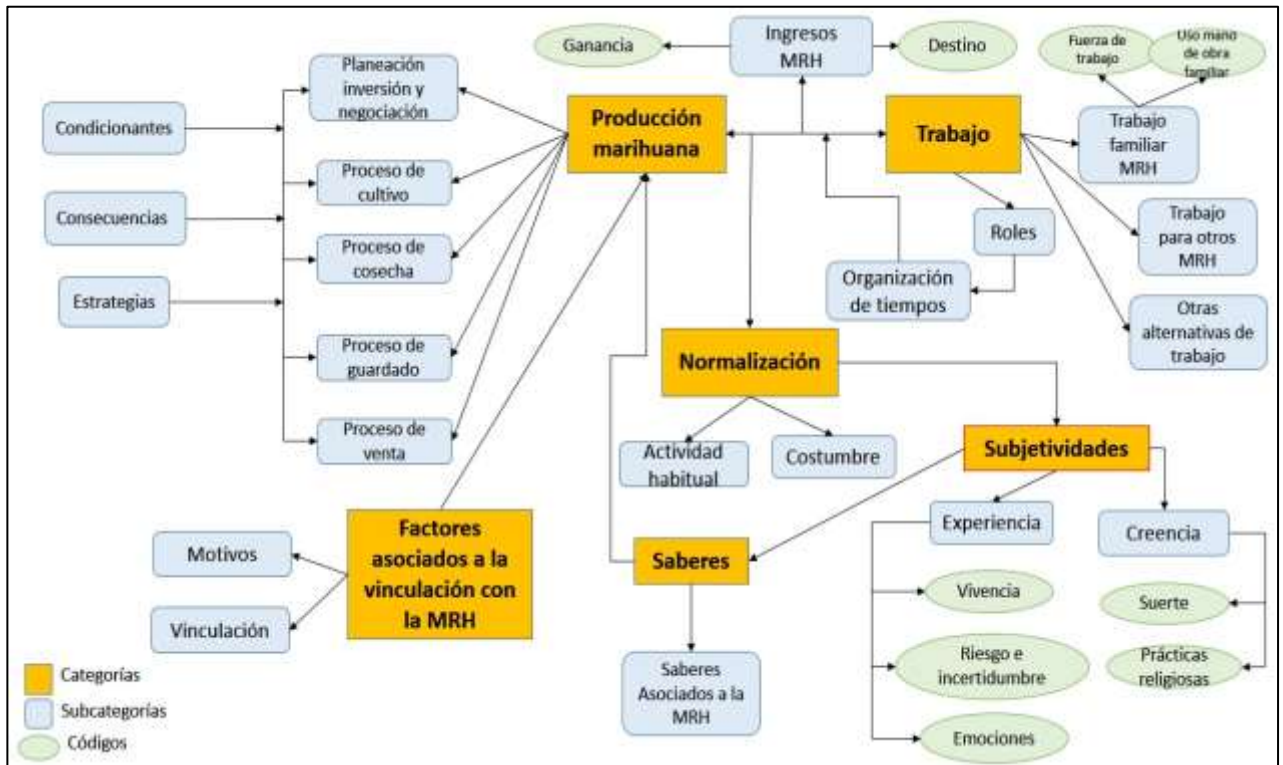 Ganancia
Ingresos
MRH
Destino
Fuerza de
trabajo
Uso mano
de obra
familiar
Planeación
inversión y
negociación
Condicionantes
Producción
marihuana
Trabajo
Trabajo
familiar
MRH
Proceso de
cultivo
Consecuencias
Roles
Trabajo
para otros
MRH
Proceso de
cosecha
Organización
de tiempos
Estrategias
Otras
alternativas de
trabajo
Proceso de
guardado
Normalización
Proceso de
venta
Actividad
habitual
Costumbre
Subjetividades
Factores
asociados a la
vinculación con
la MRH
Motivos
Vinculación
Saberes
Experiencia
Creencia
Vivencia
Suerte
Riesgo e
incertidumbre
Prácticas
religiosas
Saberes
Asociados a la
MRH
Emociones
Categorías
Subcategorías
Códigos